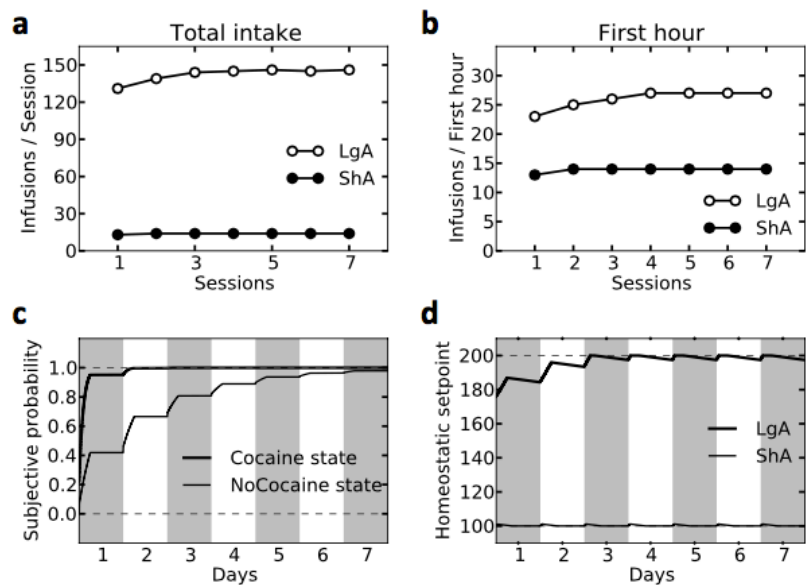 a
Total intake
Infusions / Session
150
120
90
60
30
0
LgA
ShA
1
3
5
7
Sessions
b
First hour
Infusions / First hour
30
25
20
15
10
5
0
LgA
ShA
1
2
3
4
5
6
7
Sessions
c
Subjective probability
1.0
0.8
0.6
0.4
0.2
0.0
Cocaine state
NoCocaine state
1
2
3
4
5
6
7
Days
d
Homeostatic setpoint
200
180
160
140
120
100
LgA
ShA
1
2
3
4
5
6
7
Days